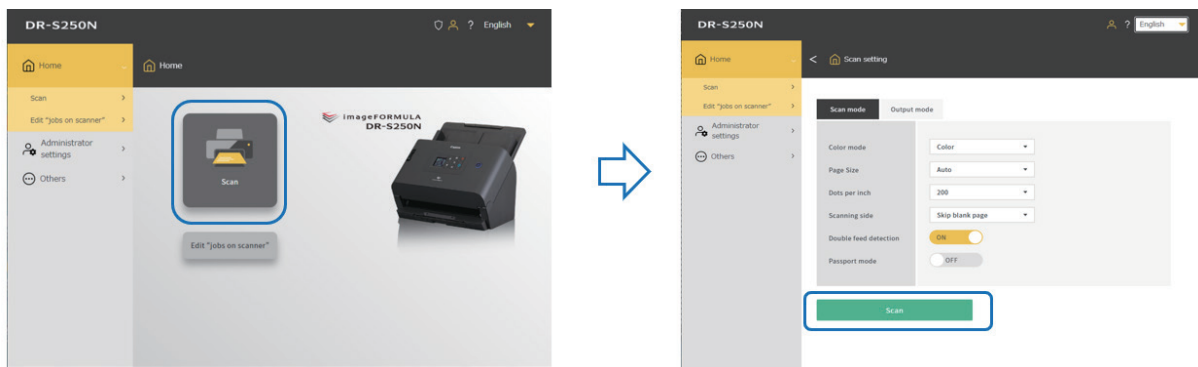 DR-S250N
? English
Home
Home
Scan >
Edit "jobs on scanner" >
Administrator settings >
Others >
Scan
imageFORMULA
DR-S250N
Edit "jobs on scanner"
DR-S250N
? English
Home
< Scan setting
Scan >
Edit "jobs on scanner" >
Administrator
settings >
Others >
Scan mode Output mode
Color mode Color
Page Size Auto
Dots per inch 200
Scanning side Skip blank page
Double feed detection ON
Passport mode OFF
Scan